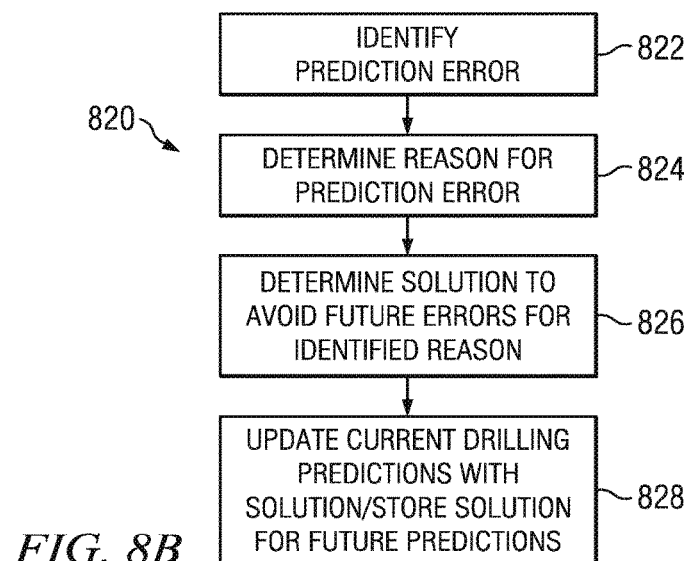 IDENTIFY
PREDICTION ERROR
822
820
DETERMINE REASON FOR
PREDICTION ERROR
824
DETERMINE SOLUTION TO
AVOID FUTURE ERRORS FOR
IDENTIFIED REASON
826
UPDATE CURRENT DRILLING
PREDICTIONS WITH
SOLUTION/STORE SOLUTION
FOR FUTURE PREDICTIONS
828
FIG. 8B